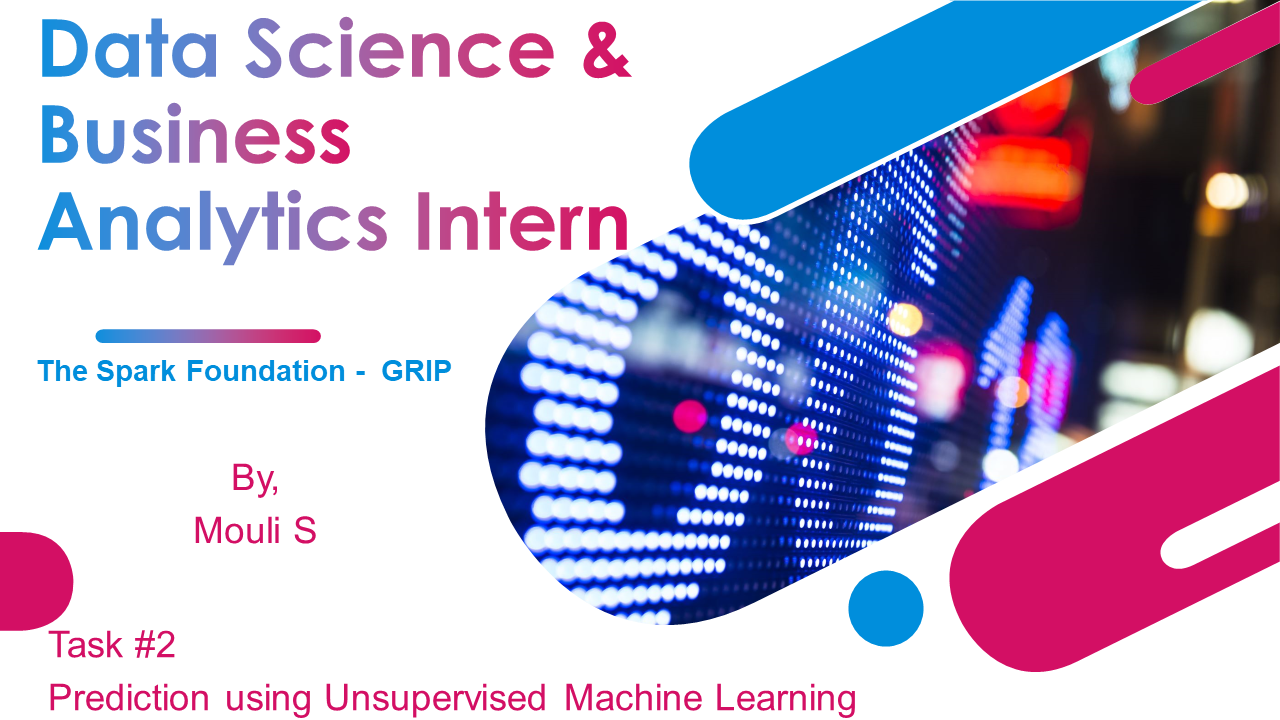 Data Science &
Business
Analytics Intern
The Spark Foundation - GRIP
By,
Mouli S
Task #2
Prediction using Unsupervised Machine Learning